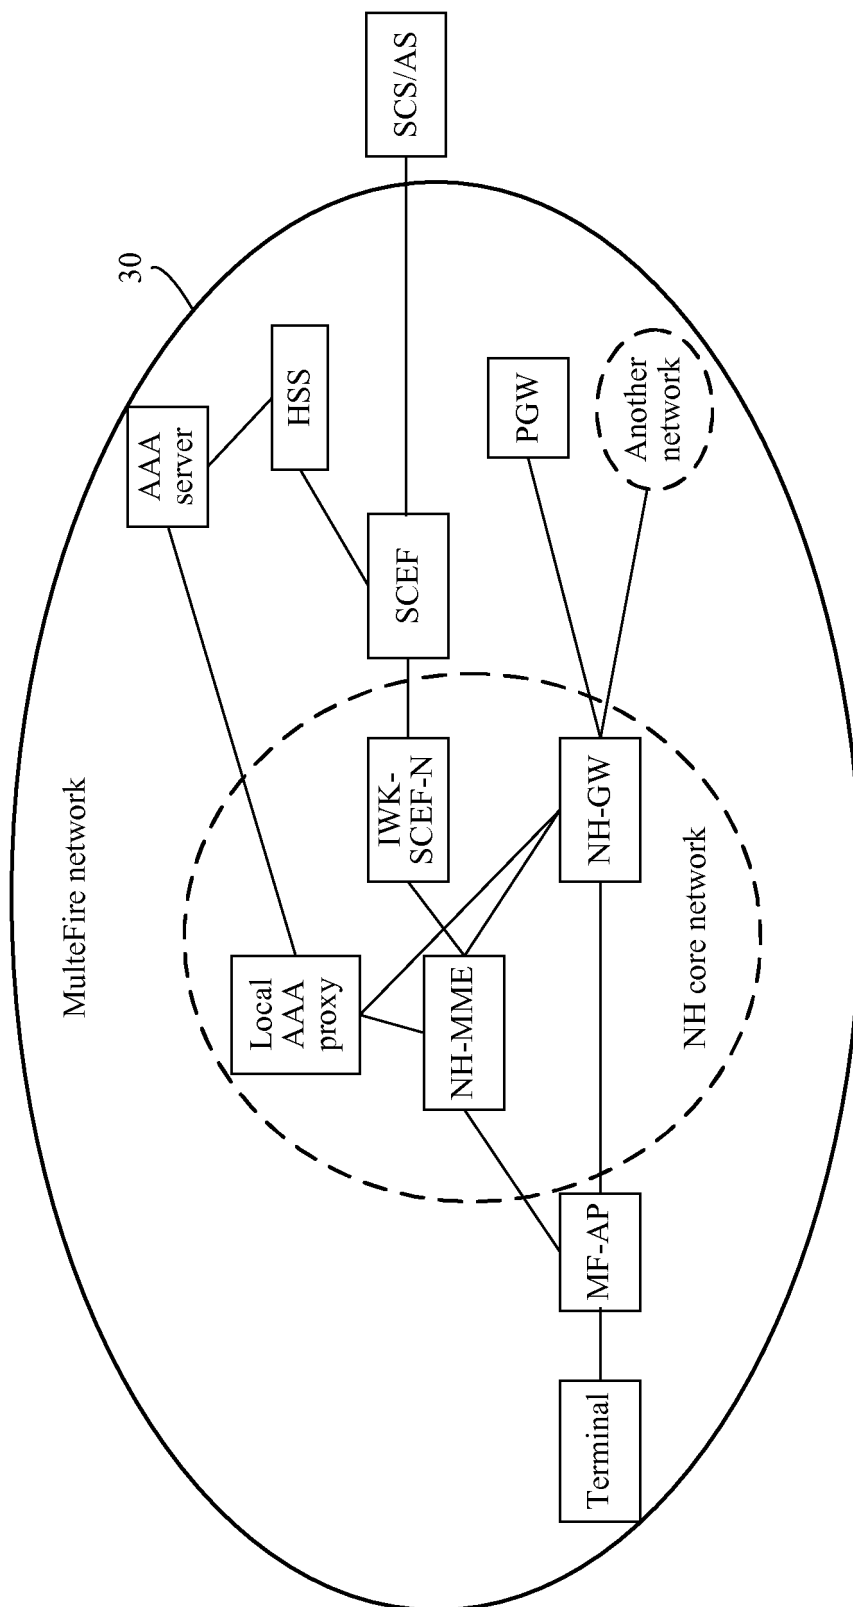 MulteFire network
30
AAA
server
HSS
SCS/AS
Local
AAA
proxy
IWK-
SCEF-N
SCEF
NH-MME
PGW
Terminal
MF-AP
NH-GW
Another
network
NH core network